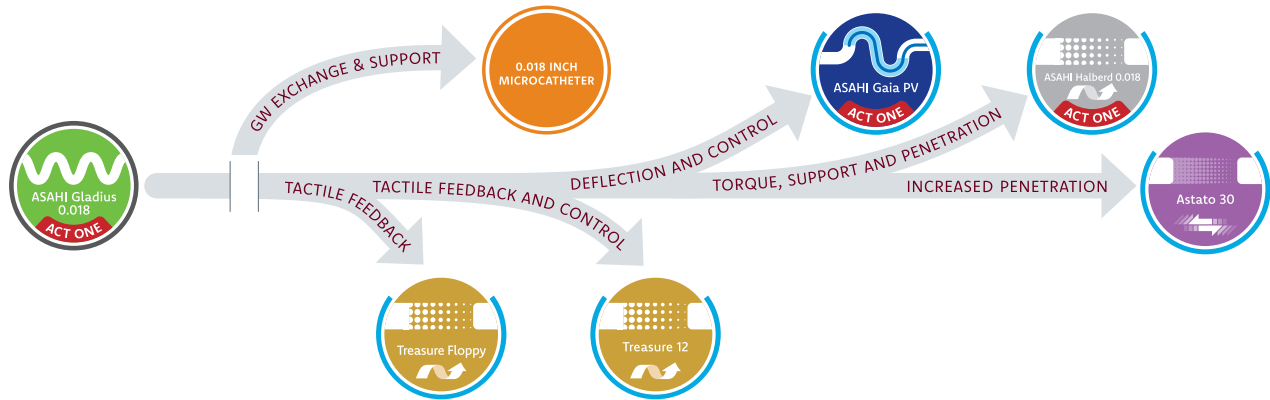 ASAHI Gladius
0.018
ACT ONE
GW EXCHANGE & SUPPORT
0.018 INCH
MICROCATHETER
TACTILE FEEDBACK
Treasure Floppy
TACTILE FEEDBACK AND CONTROL
Treasure 12
DEFLECTION AND CONTROL
ASAHI Gaia PV
ACT ONE
TORQUE, SUPPORT AND PENETRATION
ASAHI Halberd 0.018
ACT ONE
INCREASED PENETRATION
Astato 30